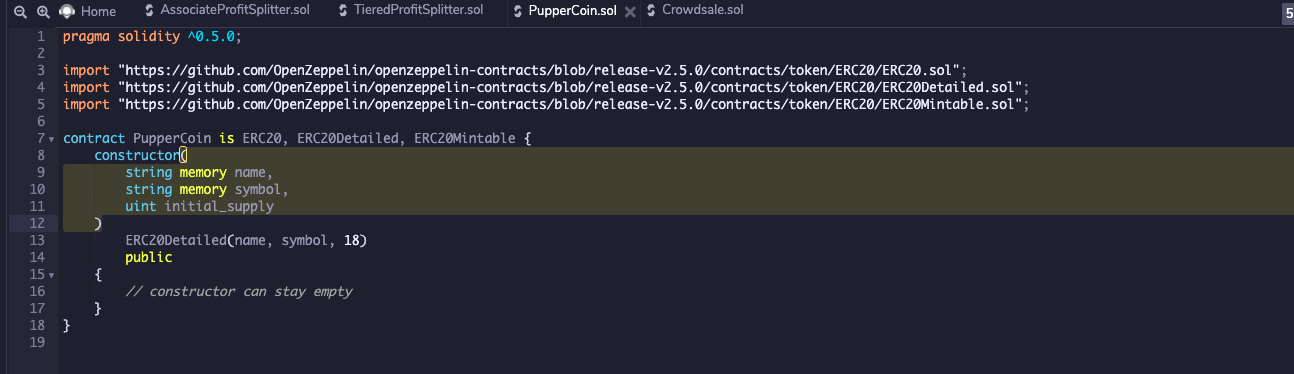 Home AssociateProfitSplitter.sol TieredProfitSplitter.sol PupperCoin.sol Crowdsale.sol 5
1 pragma solidity ^0.5.0;
2
3 import "https://github.com/OpenZeppelin/openzeppelin-contracts/blob/release-v2.5.0/contracts/token/ERC20/ERC20.sol";
4 import "https://github.com/OpenZeppelin/openzeppelin-contracts/blob/release-v2.5.0/contracts/token/ERC20/ERC20Detailed.sol";
5 import "https://github.com/OpenZeppelin/openzeppelin-contracts/blob/release-v2.5.0/contracts/token/ERC20/ERC20Mintable.sol";
6
7 contract PupperCoin is ERC20, ERC20Detailed, ERC20Mintable {
8 constructor(
9 string memory name,
10 string memory symbol,
11 uint initial_supply
12 )
13 ERC20Detailed(name, symbol, 18)
14 public
15 {
16 // constructor can stay empty
17 }
18 }
19